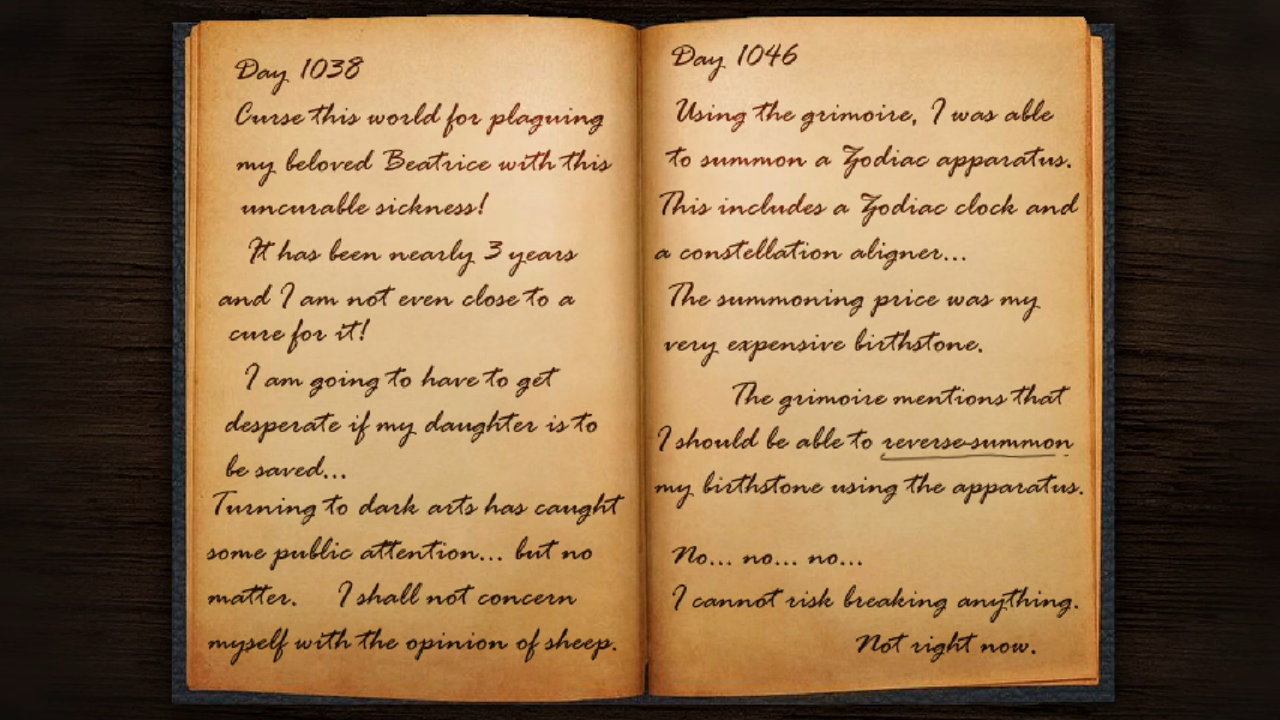 Day 1038
Curse this world for plaguing
my beloved Beatrice with this
uncurable sickness!
It has been nearly 3 years
and I am not even close to a
cure for it!
I am going to have to get
desperate if my daughter is to
be saved...
Turning to dark arts has caught
some public attention... but no
matter. I shall not concern
myself with the opinion of sheep.
Day 1046
Using the grimoire, I was able
to summon a Zodiac apparatus.
This includes a Zodiac clock and
a constellation aligner...
The summoning price was my
very expensive birthstone.
The grimoire mentions that
I should be able to reverse-summon
my birthstone using the apparatus.
No... no... no...
I cannot risk breaking anything.
Not right now.